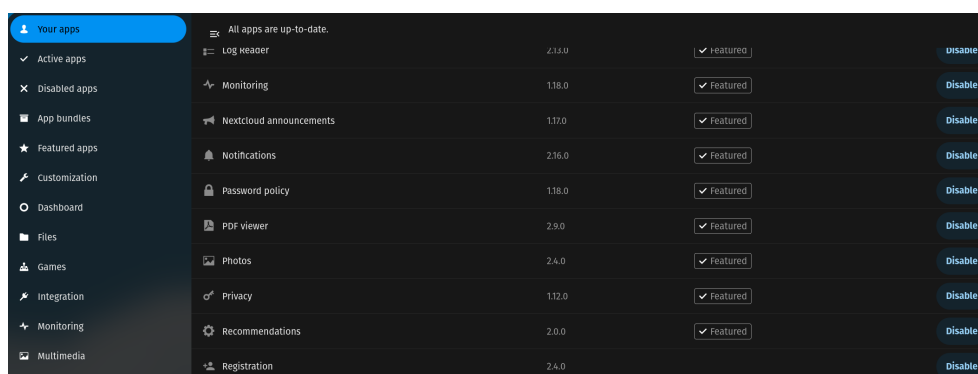 Your apps
Active apps
Disabled apps
App bundles
Featured apps
Customization
Dashboard
Files
Games
Integration
Monitoring
Multimedia
All apps are up-to-date.
Log Reader 2.13.0 Featured Disable
Monitoring 1.18.0 Featured Disable
Nextcloud announcements 1.17.0 Featured Disable
Notifications 2.16.0 Featured Disable
Password policy 1.18.0 Featured Disable
PDF viewer 2.9.0 Featured Disable
Photos 2.4.0 Featured Disable
Privacy 1.12.0 Featured Disable
Recommendations 2.0.0 Featured Disable
Registration 2.4.0 Disable